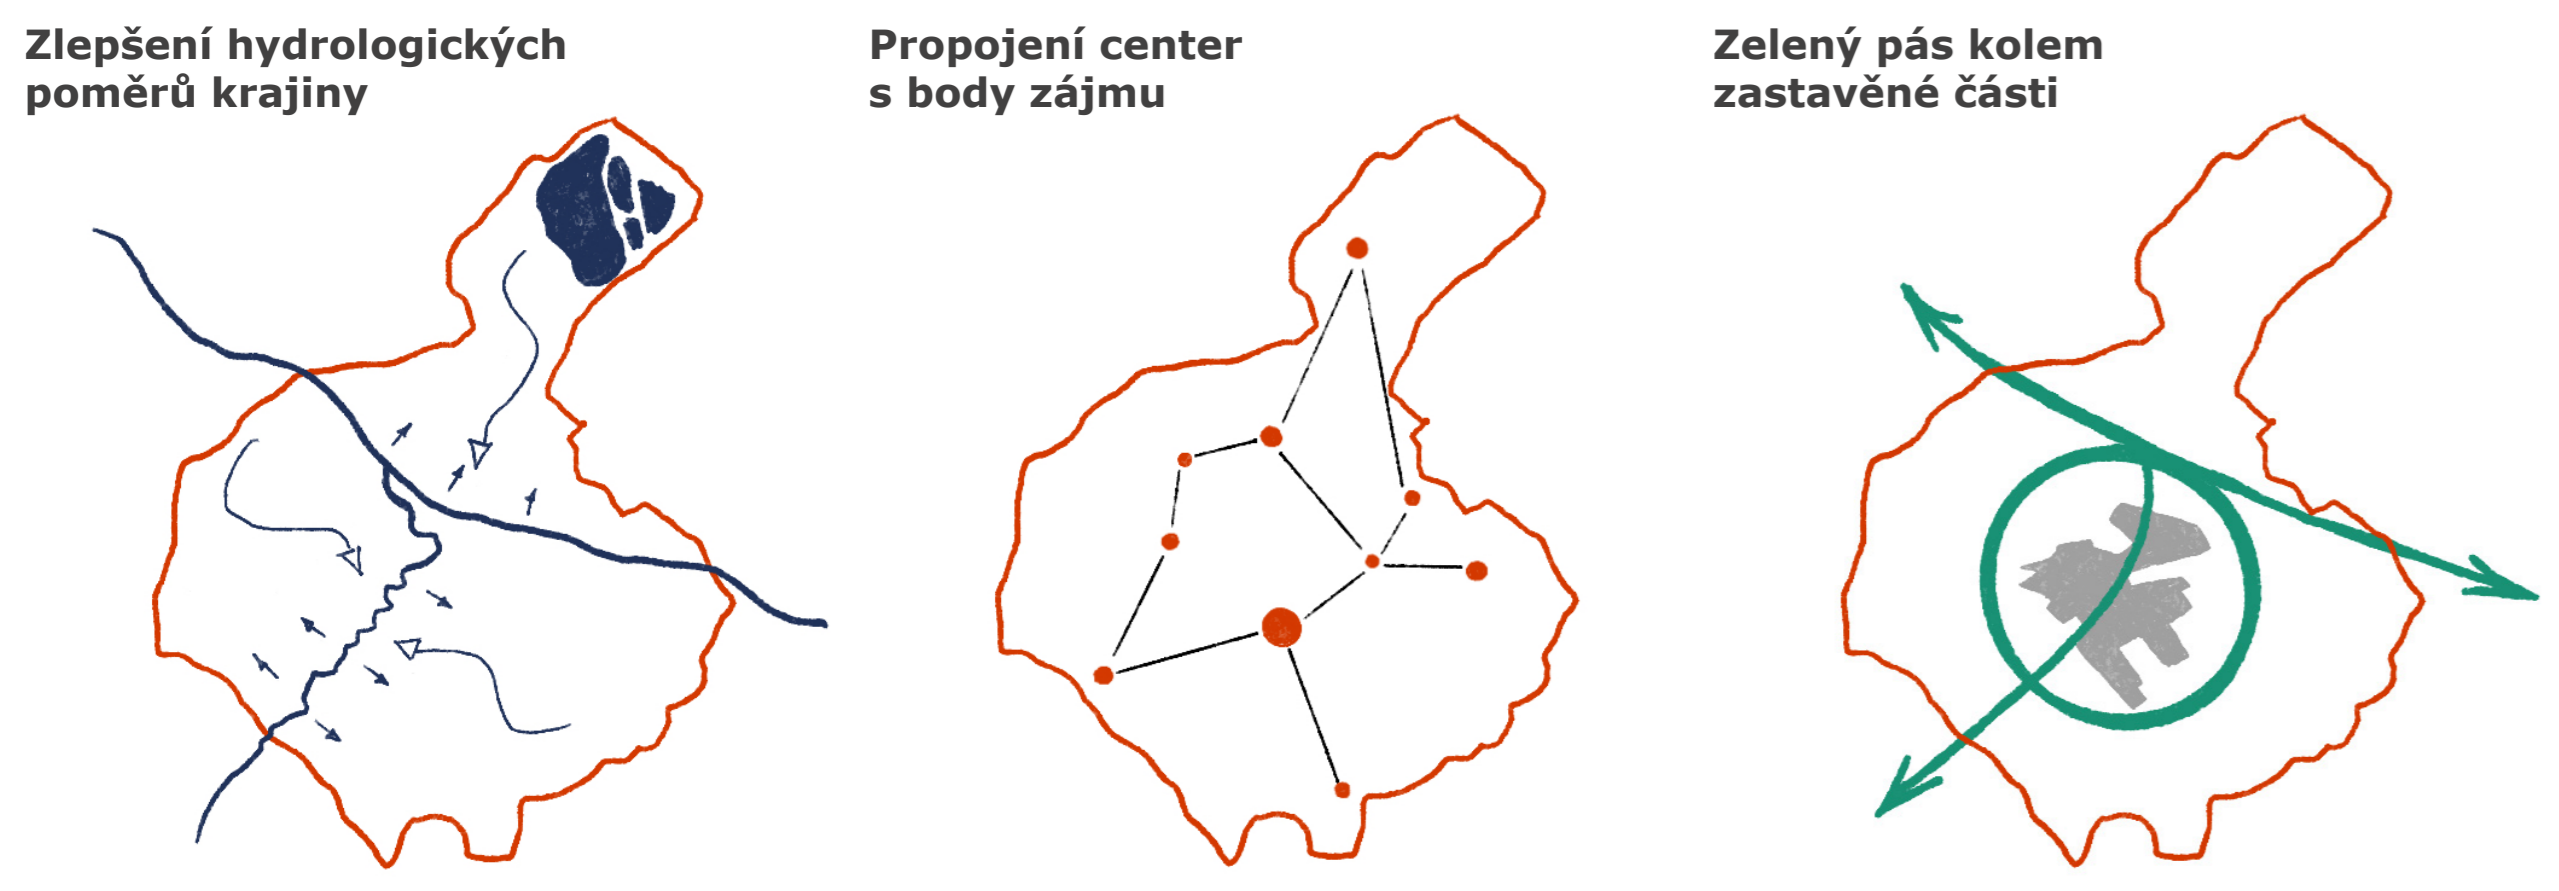 Zlepšení hydrologických
poměrů krajiny
Propojení center
s body zájmu
Zelený pás kolem
zastavěné části